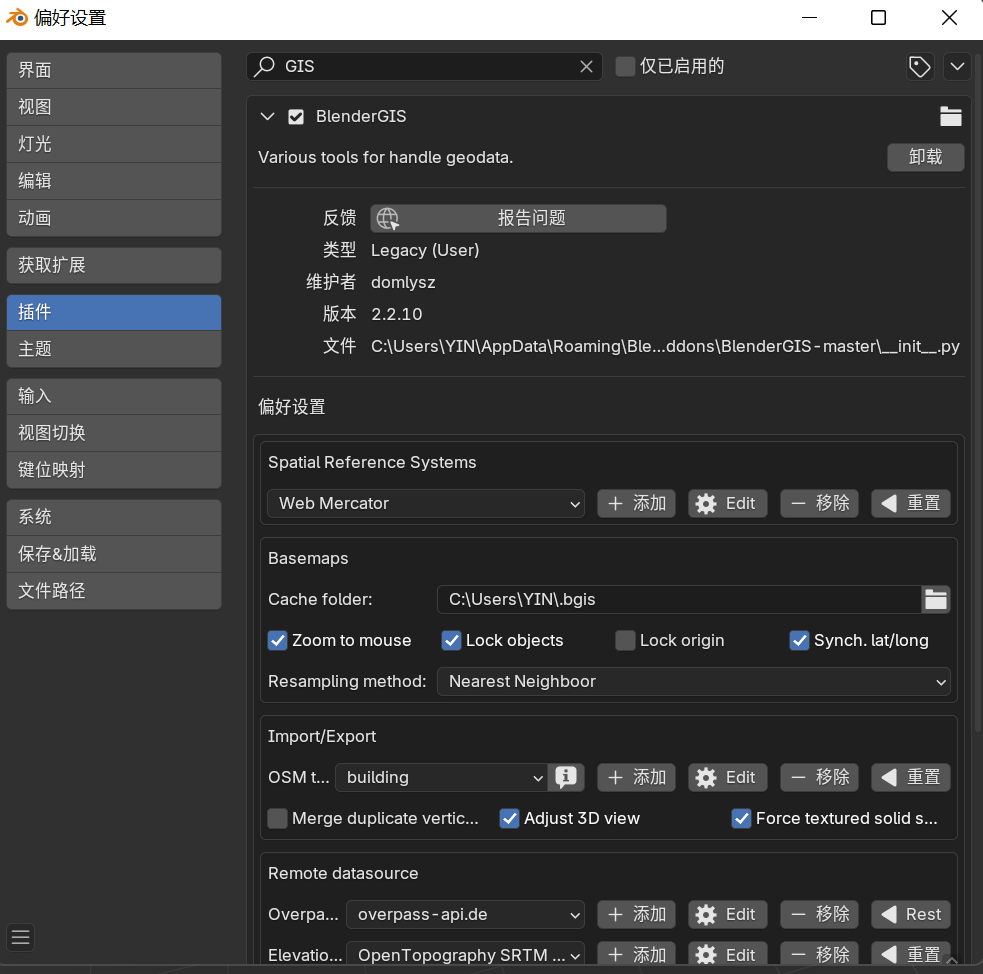 偏好设置
界面
视图
灯光
编辑
动画
获取扩展
插件
主题
输入
视图切换
键位映射
系统
保存&加载
文件路径
GIS
仅已启用的
BlenderGIS
Various tools for handle geodata.
卸载
反馈 报告问题
类型 Legacy (User)
维护者 domlysz
版本 2.2.10
文件 C:\Users\YIN\AppData\Roaming\Ble...ddons\BlenderGIS-master\__init__.py
偏好设置
Spatial Reference Systems
Web Mercator 添加 Edit 移除 重置
Basemaps
Cache folder: C:\Users\YIN\.bgis
Zoom to mouse Lock objects Lock origin Synch. lat/long
Resampling method: Nearest Neighboor
Import/Export
OSM t... building 添加 Edit 移除 重置
Merge duplicate vertic... Adjust 3D view Force textured solid s...
Remote datasource
Overpa... overpass-api.de 添加 Edit 移除 Rest
Elevatio... OpenTopography SRTM ... 添加 Edit 移除 重置